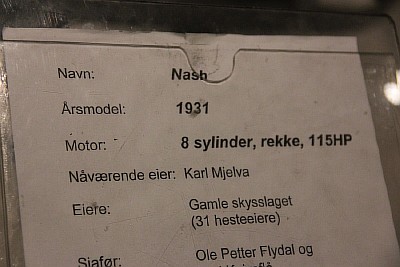 Navn: Nash
Årsmodel: 1931
Motor: 8 sylinder, rekke, 115HP
Nåværende eier: Karl Mjelva
Eiere: Gamle skysslaget
(31 hesteeiere)
Sjåfør: Ole Petter Flydal og